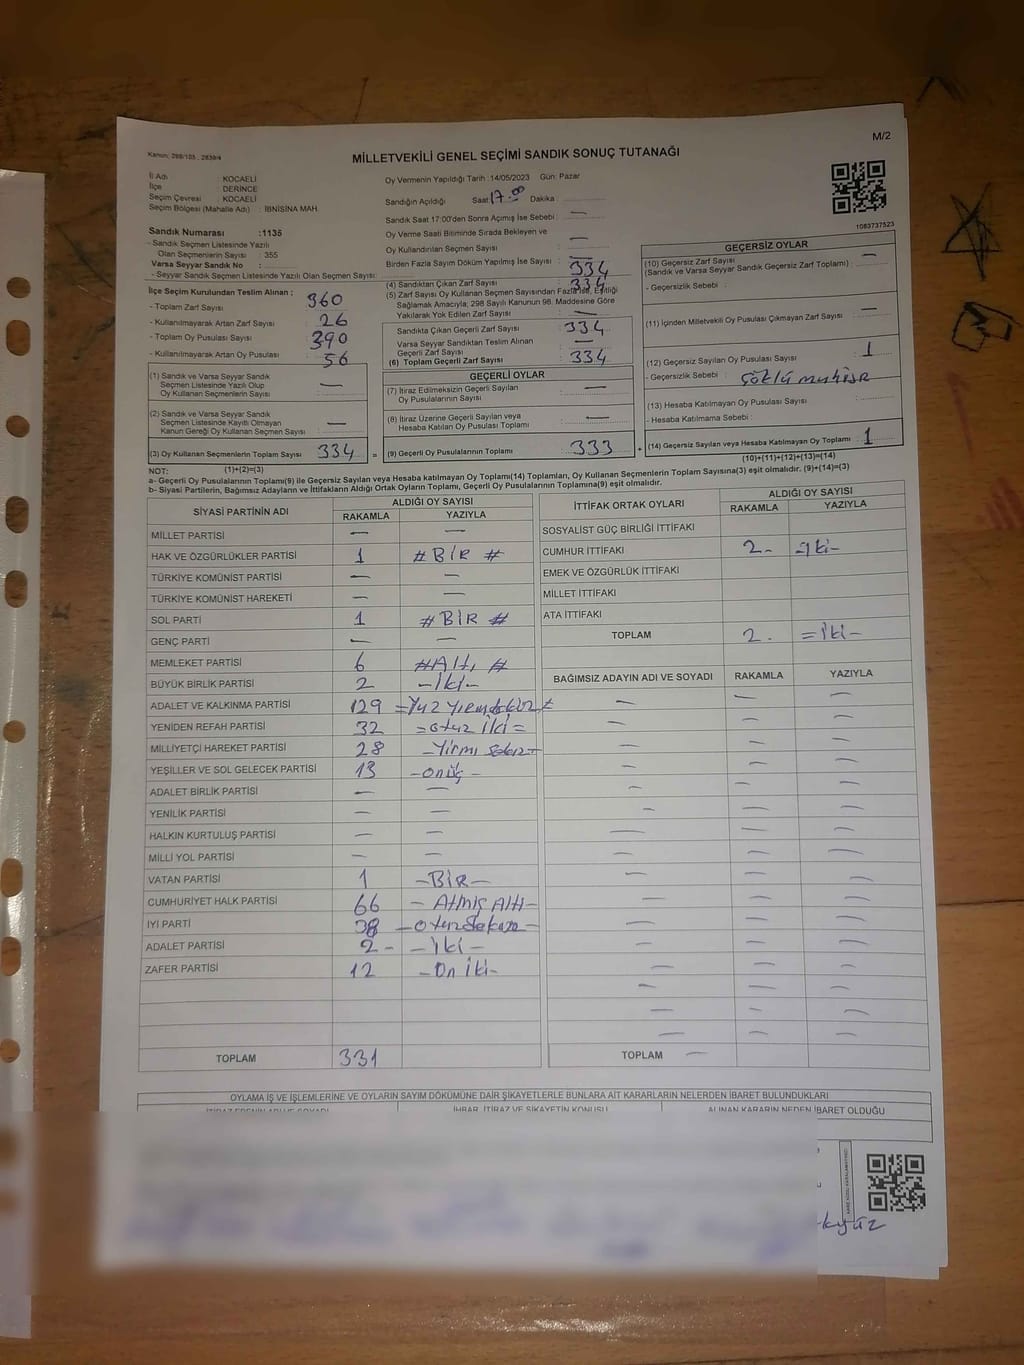 M/2
Kanun: 298/105 , 2839/4
MİLLETVEKİLİ GENEL SEÇİMİ SANDIK SONUÇ TUTANAĞI
İl Adı : KOCAELİ
İlçe : DERİNCE
Seçim Çevresi : KOCAELİ
Seçim Bölgesi (Mahalle Adı) : İBNİSİNA MAH.
Sandık Numarası :1135
- Sandık Seçmen Listesinde Yazılı
Olan Seçmenlerin Sayısı : 355
Varsa Seyyar Sandık No :
- Seyyar Sandık Seçmen Listesinde Yazılı Olan Seçmen Sayısı:
İlçe Seçim Kurulundan Teslim Alınan ;
- Toplam Zarf Sayısı : 360
- Kullanılmayarak Artan Zarf Sayısı : 26
- Toplam Oy Pusulası Sayısı : 390
- Kullanılmayarak Artan Oy Pusulası : 56
(1) Sandık ve Varsa Seyyar Sandık
Seçmen Listesinde Yazılı Olup
Oy Kullanan Seçmenlerin Sayısı : —
(2) Sandık ve Varsa Seyyar Sandık
Seçmen Listesinde Kayıtlı Olmayan
Kanun Gereği Oy Kullanan Seçmen Sayısı : —
(3) Oy Kullanan Seçmenlerin Toplam Sayısı 334 =
Oy Vermenin Yapıldığı Tarih : 14/05/2023 Gün: Pazar
Sandığın Açıldığı Saat: 17.00 Dakika :
Sandık Saat 17:00'den Sonra Açımış İse Sebebi : —
Oy Verme Saati Bitiminde Sırada Bekleyen ve
Oy Kullandırılan Seçmen Sayısı : —
Birden Fazla Sayım Döküm Yapılmış İse Sayısı : 334
(4) Sandıktan Çıkan Zarf Sayısı : 334
(5) Zarf Sayısı Oy Kullanan Seçmen Sayısından Fazla İse, Eşitliği
Sağlamak Amacıyla, 298 Sayılı Kanunun 98. Maddesine Göre
Yakılarak Yok Edilen Zarf Sayısı : —
Sandıkta Çıkan Geçerli Zarf Sayısı : 334
Varsa Seyyar Sandıktan Teslim Alınan
Geçerli Zarf Sayısı : —
(6) Toplam Geçerli Zarf Sayısı : 334
GEÇERLİ OYLAR
(7) İtiraz Edilmeksizin Geçerli Sayılan
Oy Pusulalarının Sayısı : —
(8) İtiraz Üzerine Geçerli Sayılan veya
Hesaba Katılan Oy Pusulası Toplamı : —
(9) Geçerli Oy Pusulalarının Toplamı : 333 +
1083737523
GEÇERSİZ OYLAR
(10) Geçersiz Zarf Sayısı
(Sandık ve Varsa Seyyar Sandık Geçersiz Zarf Toplamı) : —
- Geçersizlik Sebebi :
(11) İçinden Milletvekili Oy Pusulası Çıkmayan Zarf Sayısı : —
(12) Geçersiz Sayılan Oy Pusulası Sayısı : 1
- Geçersizlik Sebebi :
(13) Hesaba Katılmayan Oy Pusulası Sayısı :
- Hesaba Katılmama Sebebi :
(14) Geçersiz Sayılan veya Hesaba Katılmayan Oy Toplamı : 1
NOT: (1)+(2)=(3) (10)+(11)+(12)+(13)=(14)
a- Geçerli Oy Pusulalarının Toplamı(9) ile Geçersiz Sayılan veya Hesaba katılmayan Oy Toplamı(14) Toplamları, Oy Kullanan Seçmenlerin Toplam Sayısına(3) eşit olmalıdır. (9)+(14)=(3)
b- Siyasi Partilerin, Bağımsız Adayların ve İttifakların Aldığı Ortak Oyların Toplamı, Geçerli Oy Pusulalarının Toplamına(9) eşit olmalıdır.
SİYASİ PARTİNİN ADI ALDIĞI OY SAYISI
RAKAMLA YAZIYLA
MİLLET PARTİSİ — —
HAK VE ÖZGÜRLÜKLER PARTİSİ 1 # BİR #
TÜRKİYE KOMÜNİST PARTİSİ — —
TÜRKİYE KOMÜNİST HAREKETİ — —
SOL PARTİ 1 # BİR #
GENÇ PARTİ — —
MEMLEKET PARTİSİ 6 # Altı #
BÜYÜK BİRLİK PARTİSİ 2 - İki -
ADALET VE KALKINMA PARTİSİ 129 = Yüz Yirmidokuz =
YENİDEN REFAH PARTİSİ 32 = otuz iki =
MİLLİYETÇİ HAREKET PARTİSİ 28 - Yirmi Sekiz -
YEŞİLLER VE SOL GELECEK PARTİSİ 13 - onüç -
ADALET BİRLİK PARTİSİ — —
YENİLİK PARTİSİ — —
HALKIN KURTULUŞ PARTİSİ — —
MİLLİ YOL PARTİSİ — —
VATAN PARTİSİ 1 - BİR -
CUMHURİYET HALK PARTİSİ 66 - Atmış Altı -
İYİ PARTİ 38 - otuzsekiz -
ADALET PARTİSİ 2 - - iki -
ZAFER PARTİSİ 12 - On iki -
TOPLAM 331
İTTİFAK ORTAK OYLARI ALDIĞI OY SAYISI
RAKAMLA YAZIYLA
SOSYALİST GÜÇ BİRLİĞİ İTTİFAKI
CUMHUR İTTİFAKI 2 - - iki -
EMEK VE ÖZGÜRLÜK İTTİFAKI
MİLLET İTTİFAKI
ATA İTTİFAKI
TOPLAM 2 . = iki -
BAĞIMSIZ ADAYIN ADI VE SOYADI RAKAMLA YAZIYLA
TOPLAM —
OYLAMA İŞ VE İŞLEMLERİNE VE OYLARIN SAYIM DÖKÜMÜNE DAİR ŞİKAYETLERLE BUNLARA AİT KARARLARIN NELERDEN İBARET BULUNDUKLARI
İHBAR, İTİRAZ VE ŞİKAYETİN KONUSU ALINAN KARARIN NEDEN İBARET OLDUĞU